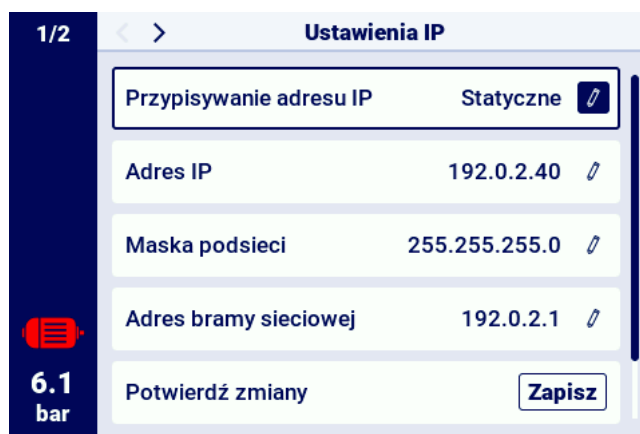 1/2
Ustawienia IP
Przypisywanie adresu IP Statyczne
Adres IP 192.0.2.40
Maska podsieci 255.255.255.0
Adres bramy sieciowej 192.0.2.1
Potwierdź zmiany Zapisz
6.1
bar